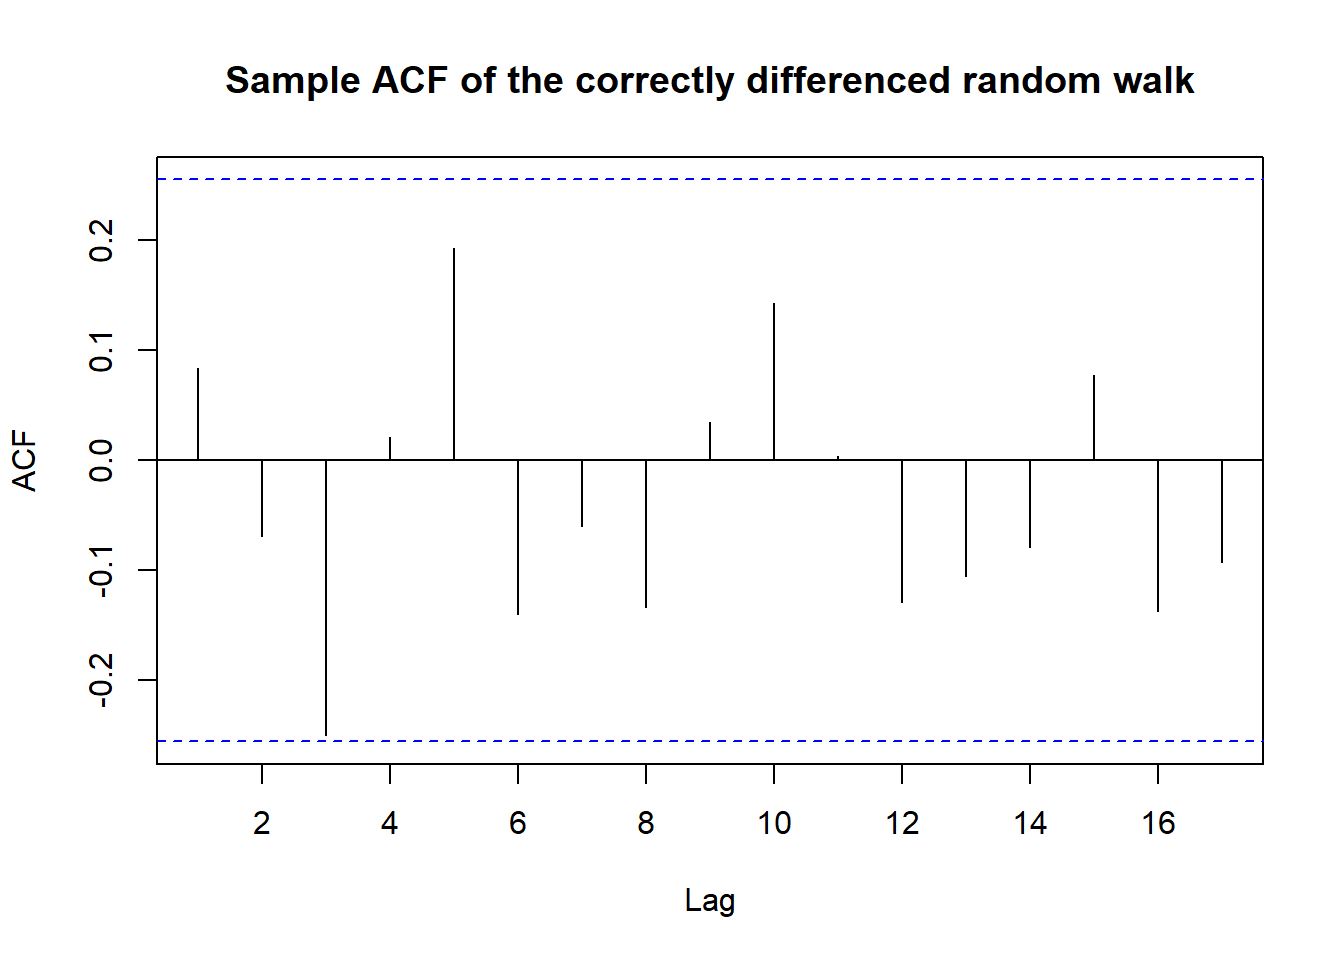 Sample ACF of the correctly differenced random walk
ACF
0.2
0.1
0.0
-0.1
-0.2
2 4 6 8 10 12 14 16
Lag